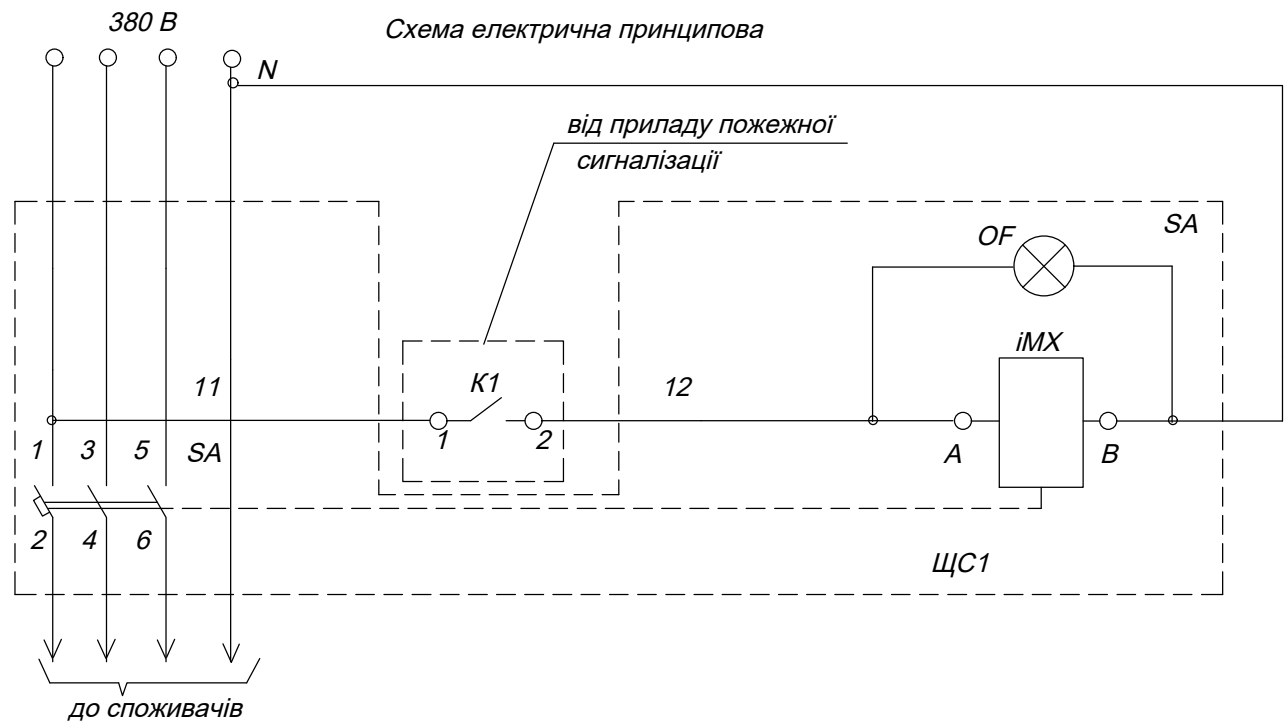 380 В
Схема електрична принципова
N
від приладу пожежної
сигналізації
SA
OF
iMX
11
К1
12
1
2
A
B
1
3
5
SA
2
4
6
ЩС1
до споживачів